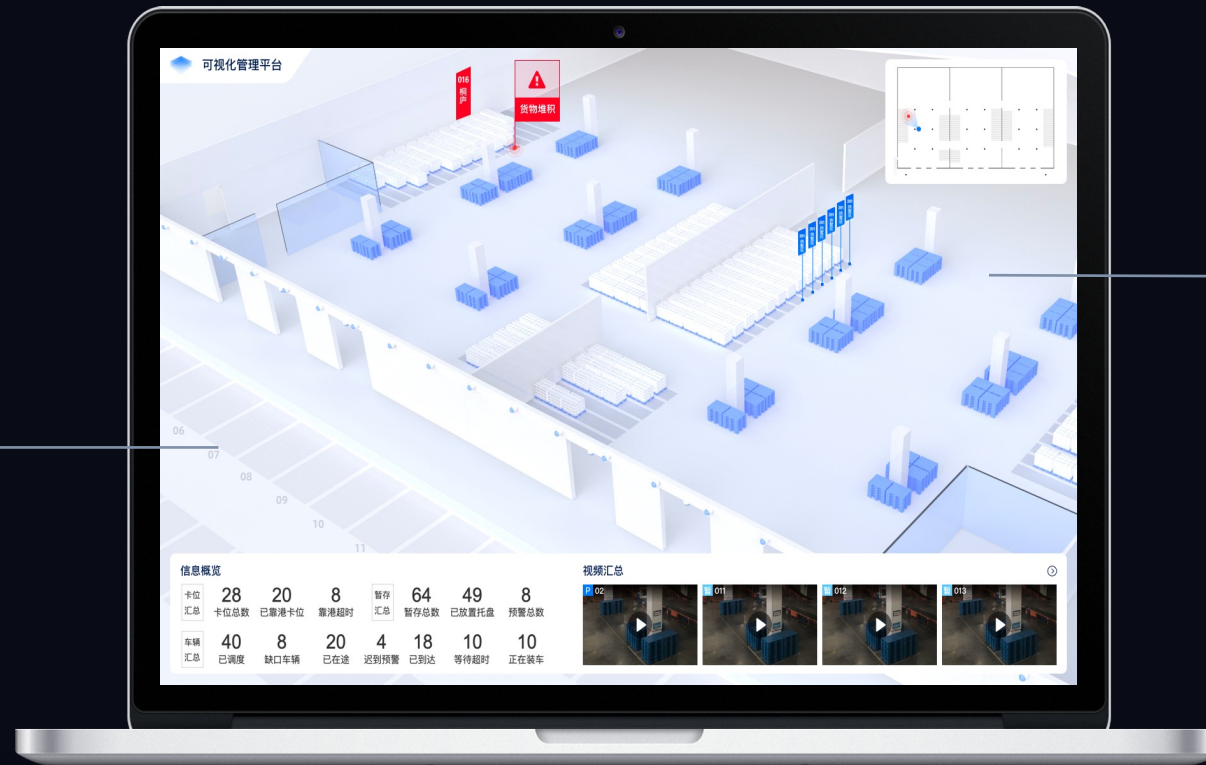 可视化管理平台
016
桐庐
货物堆积
06
07
08
09
10
11
信息概览
卡位汇总
28 20 8
卡位总数 已靠港卡位 靠港超时
暂存汇总
64 49 8
暂存总数 已放置托盘 预警总数
车辆汇总
40 8 20 4 18 10 10
已调度 缺口车辆 已在途 迟到预警 已到达 等待超时 正在装车
视频汇总
P 02
暂 011
暂 012
暂 013